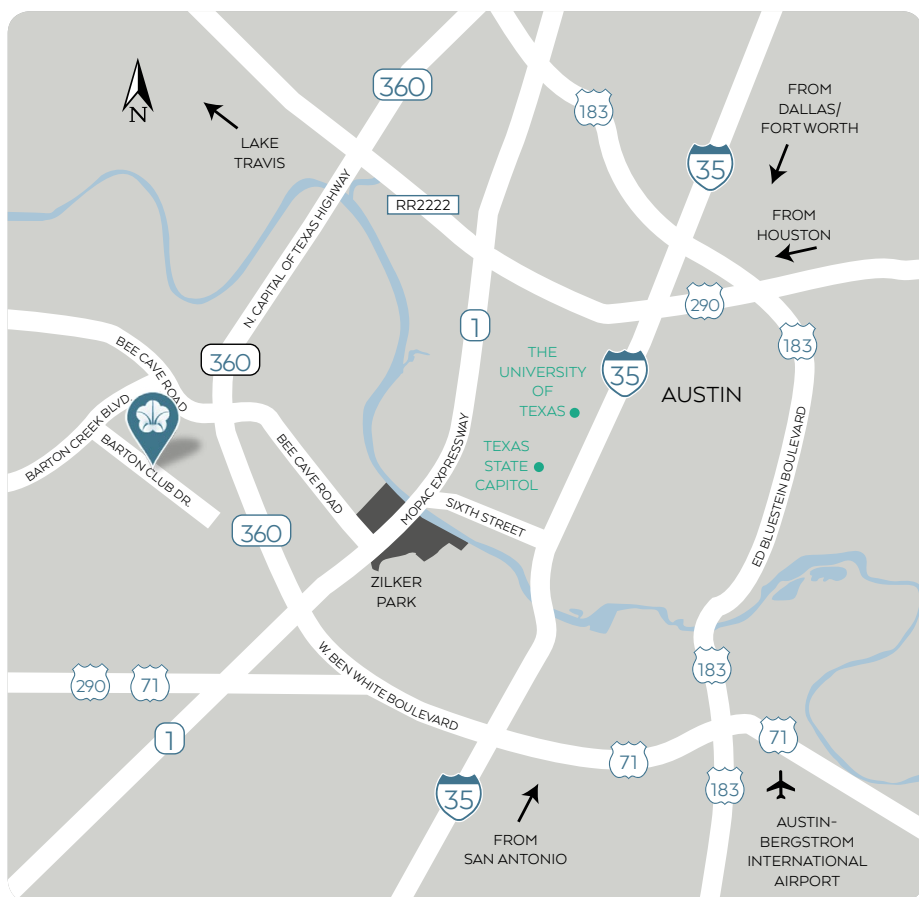 360
183
FROM
DALLAS/
FORT WORTH
N
LAKE
TRAVIS
35
RR2222
FROM
HOUSTON
N. CAPITAL OF TEXAS HIGHWAY
290
1
183
BEE CAVE ROAD
360
THE
UNIVERSITY
OF
TEXAS
35
AUSTIN
BARTON CREEK BLVD.
BARTON CLUB DR.
BEE CAVE ROAD
MOPAC EXPRESSWAY
TEXAS
STATE
CAPITOL
SIXTH STREET
ED BLUESTEIN BOULEVARD
360
ZILKER
PARK
290
71
W. BEN WHITE BOULEVARD
183
1
71
71
183
35
FROM
SAN ANTONIO
AUSTIN-
BERGSTROM
INTERNATIONAL
AIRPORT